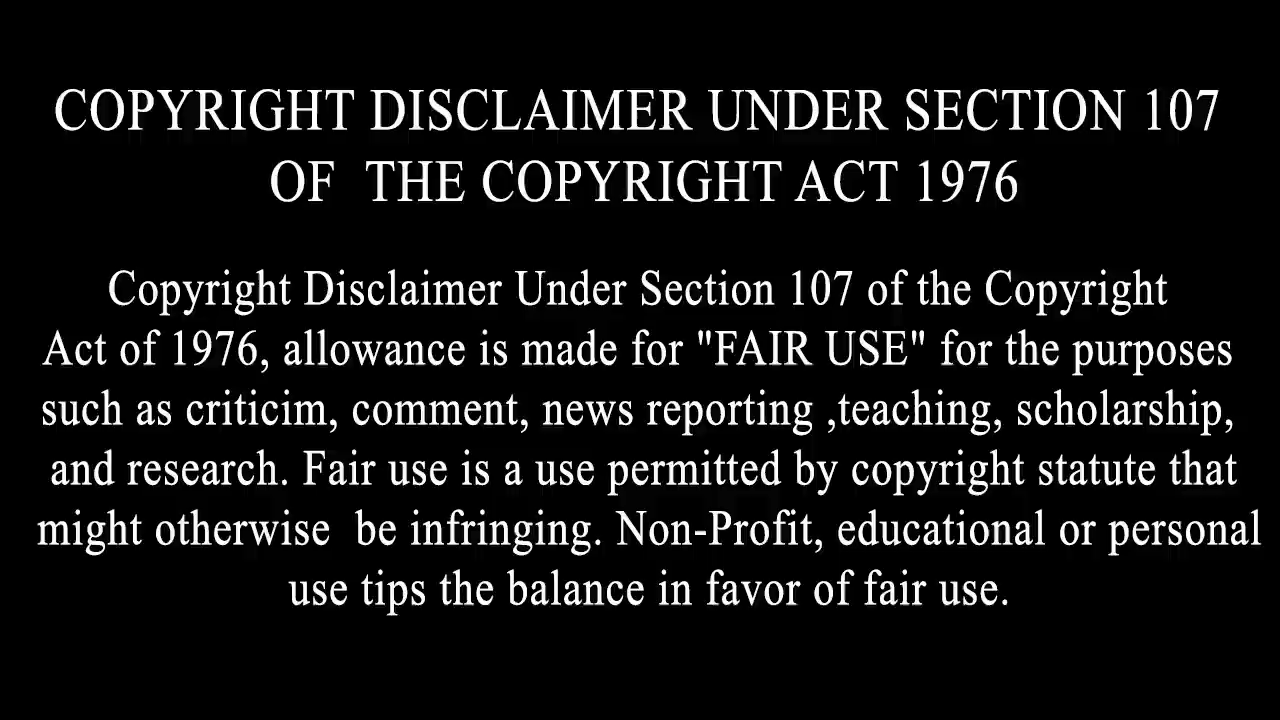 COPYRIGHT DISCLAIMER UNDER SECTION 107
OF  THE COPYRIGHT ACT 1976
Copyright Disclaimer Under Section 107 of the Copyright
Act of 1976, allowance is made for "FAIR USE" for the purposes
such as criticim, comment, news reporting ,teaching, scholarship,
and research. Fair use is a use permitted by copyright statute that
might otherwise  be infringing. Non-Profit, educational or personal
use tips the balance in favor of fair use.